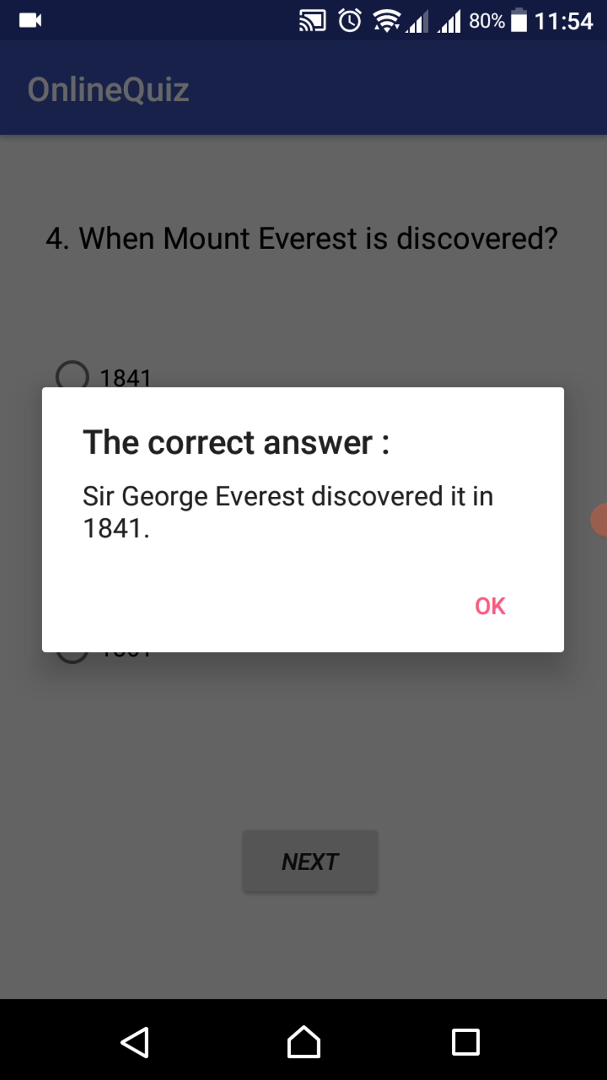 80% 11:54
OnlineQuiz
4. When Mount Everest is discovered?
1841
The correct answer :
Sir George Everest discovered it in
1841.
OK
NEXT